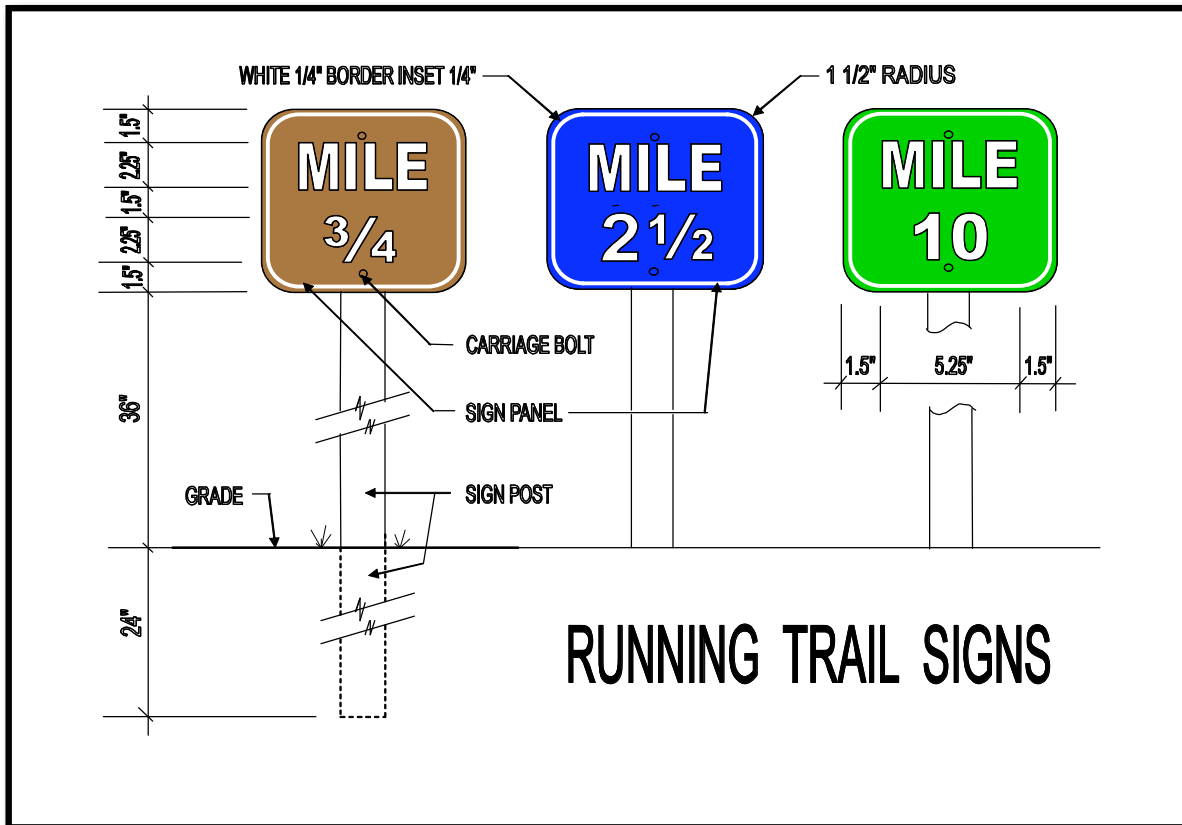 WHITE 1/4" BORDER INSET 1/4"
1 1/2" RADIUS
1.5"
2.25"
1.5"
2.25"
1.5"
MILE
¾
MILE
2 ½
MILE
10
CARRIAGE BOLT
1.5"
5.25"
1.5"
36"
SIGN PANEL
GRADE
SIGN POST
24"
RUNNING TRAIL SIGNS